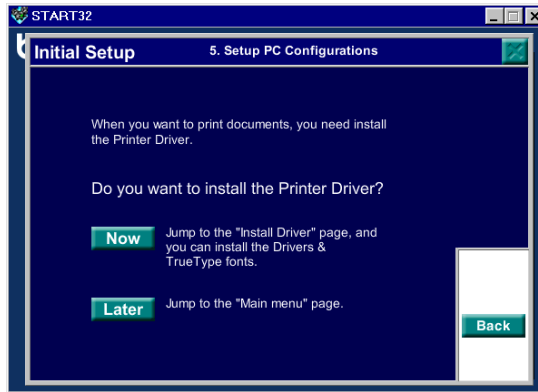 START32
Initial Setup
5. Setup PC Configurations
When you want to print documents, you need install
the Printer Driver.
Do you want to install the Printer Driver?
Now
Jump to the "Install Driver" page, and
you can install the Drivers &
TrueType fonts.
Later
Jump to the "Main menu" page.
Back